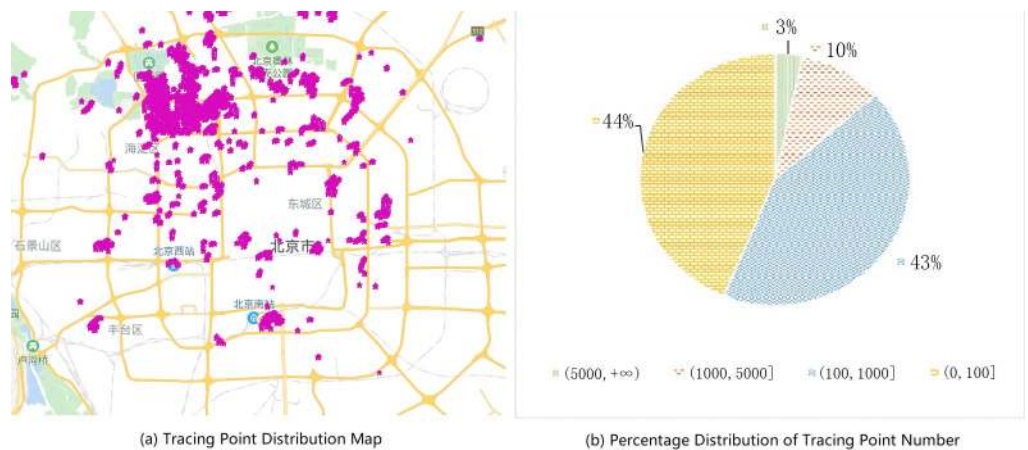 北京奥林
海淀区
东城区
石景山区
北京西站
北京市
北京南站
丰台区
卢沟桥
(a) Tracing Point Distribution Map
3%
10%
44%
43%
(5000, +∞)
(1000, 5000]
(100, 1000]
(0, 100]
(b) Percentage Distribution of Tracing Point Number